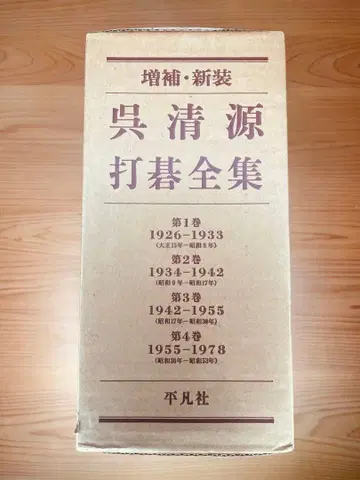 増補・新装
呉清源
打碁全集
第1巻
1926−1933
(大正15年−昭和8年)
第2巻
1934−1942
(昭和9年−昭和17年)
第3巻
1942−1955
(昭和17年−昭和30年)
第4巻
1955−1978
(昭和30年−昭和53年)
平凡社